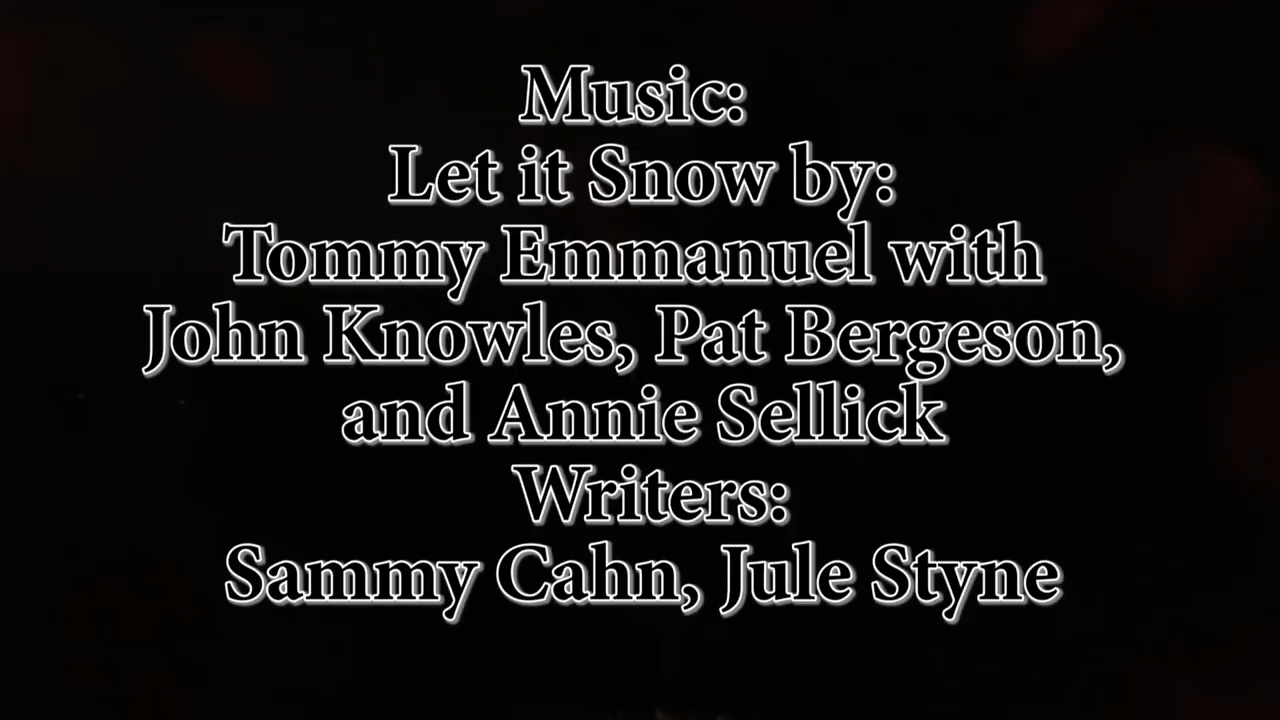 Music:
Let it Snow by:
Tommy Emmanuel with
John Knowles, Pat Bergeson,
and Annie Sellick
Writers:
Sammy Cahn, Jule Styne